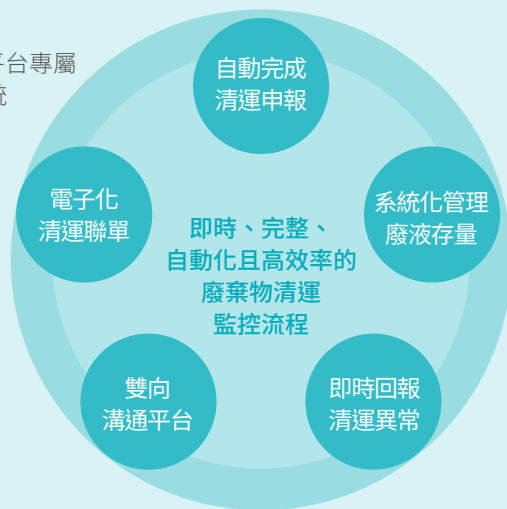 平台專屬
統
自動完成
清運申報
電子化
清運聯單
系統化管理
廢液存量
即時、完整、
自動化且高效率的
廢棄物清運
監控流程
雙向
溝通平台
即時回報
清運異常